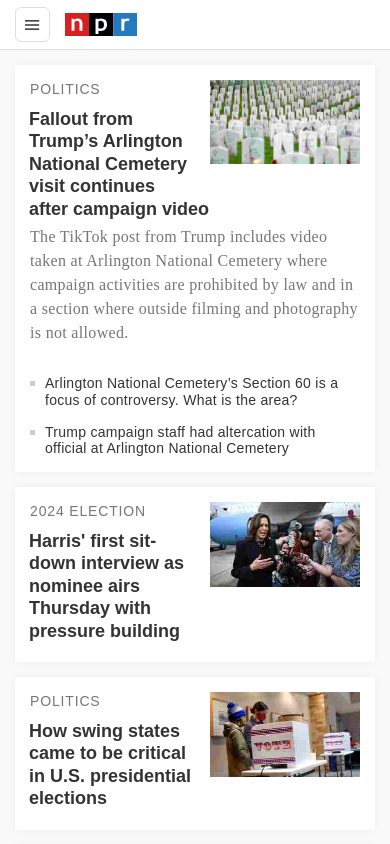 npr
POLITICS
Fallout from
Trump’s Arlington
National Cemetery
visit continues
after campaign video
The TikTok post from Trump includes video
taken at Arlington National Cemetery where
campaign activities are prohibited by law and in
a section where outside filming and photography
is not allowed.
Arlington National Cemetery’s Section 60 is a
focus of controversy. What is the area?
Trump campaign staff had altercation with
official at Arlington National Cemetery
2024 ELECTION
Harris' first sit-
down interview as
nominee airs
Thursday with
pressure building
POLITICS
How swing states
came to be critical
in U.S. presidential
elections
VOTE